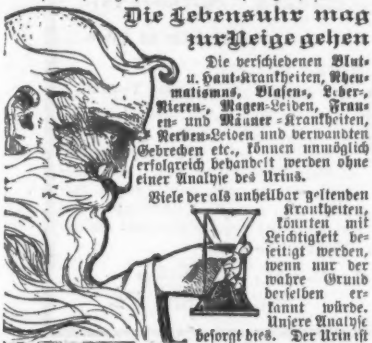 Die Lebensuhr mag
zur Neige gehen
Die verschiedenen Blut-
u. Haut-Krankheiten, Rheu-
matismus, Blasen-, Leber-,
Nieren-, Magen-Leiden, Frau-
en- und Männer-Krankheiten,
Nerven-Leiden und verwandten
Gebrechen etc., können unmöglich
erfolgreich behandelt werden ohne
einer Analyse des Urins.
Viele der als unheilbar geltenden
Krankheiten,
könnten mit
Leichtigkeit be-
seitigt werden,
wenn nur der
wahre Grund
derselben er-
kannt würde.
Unsere Analyse
besorgt dies. Der Urin ist